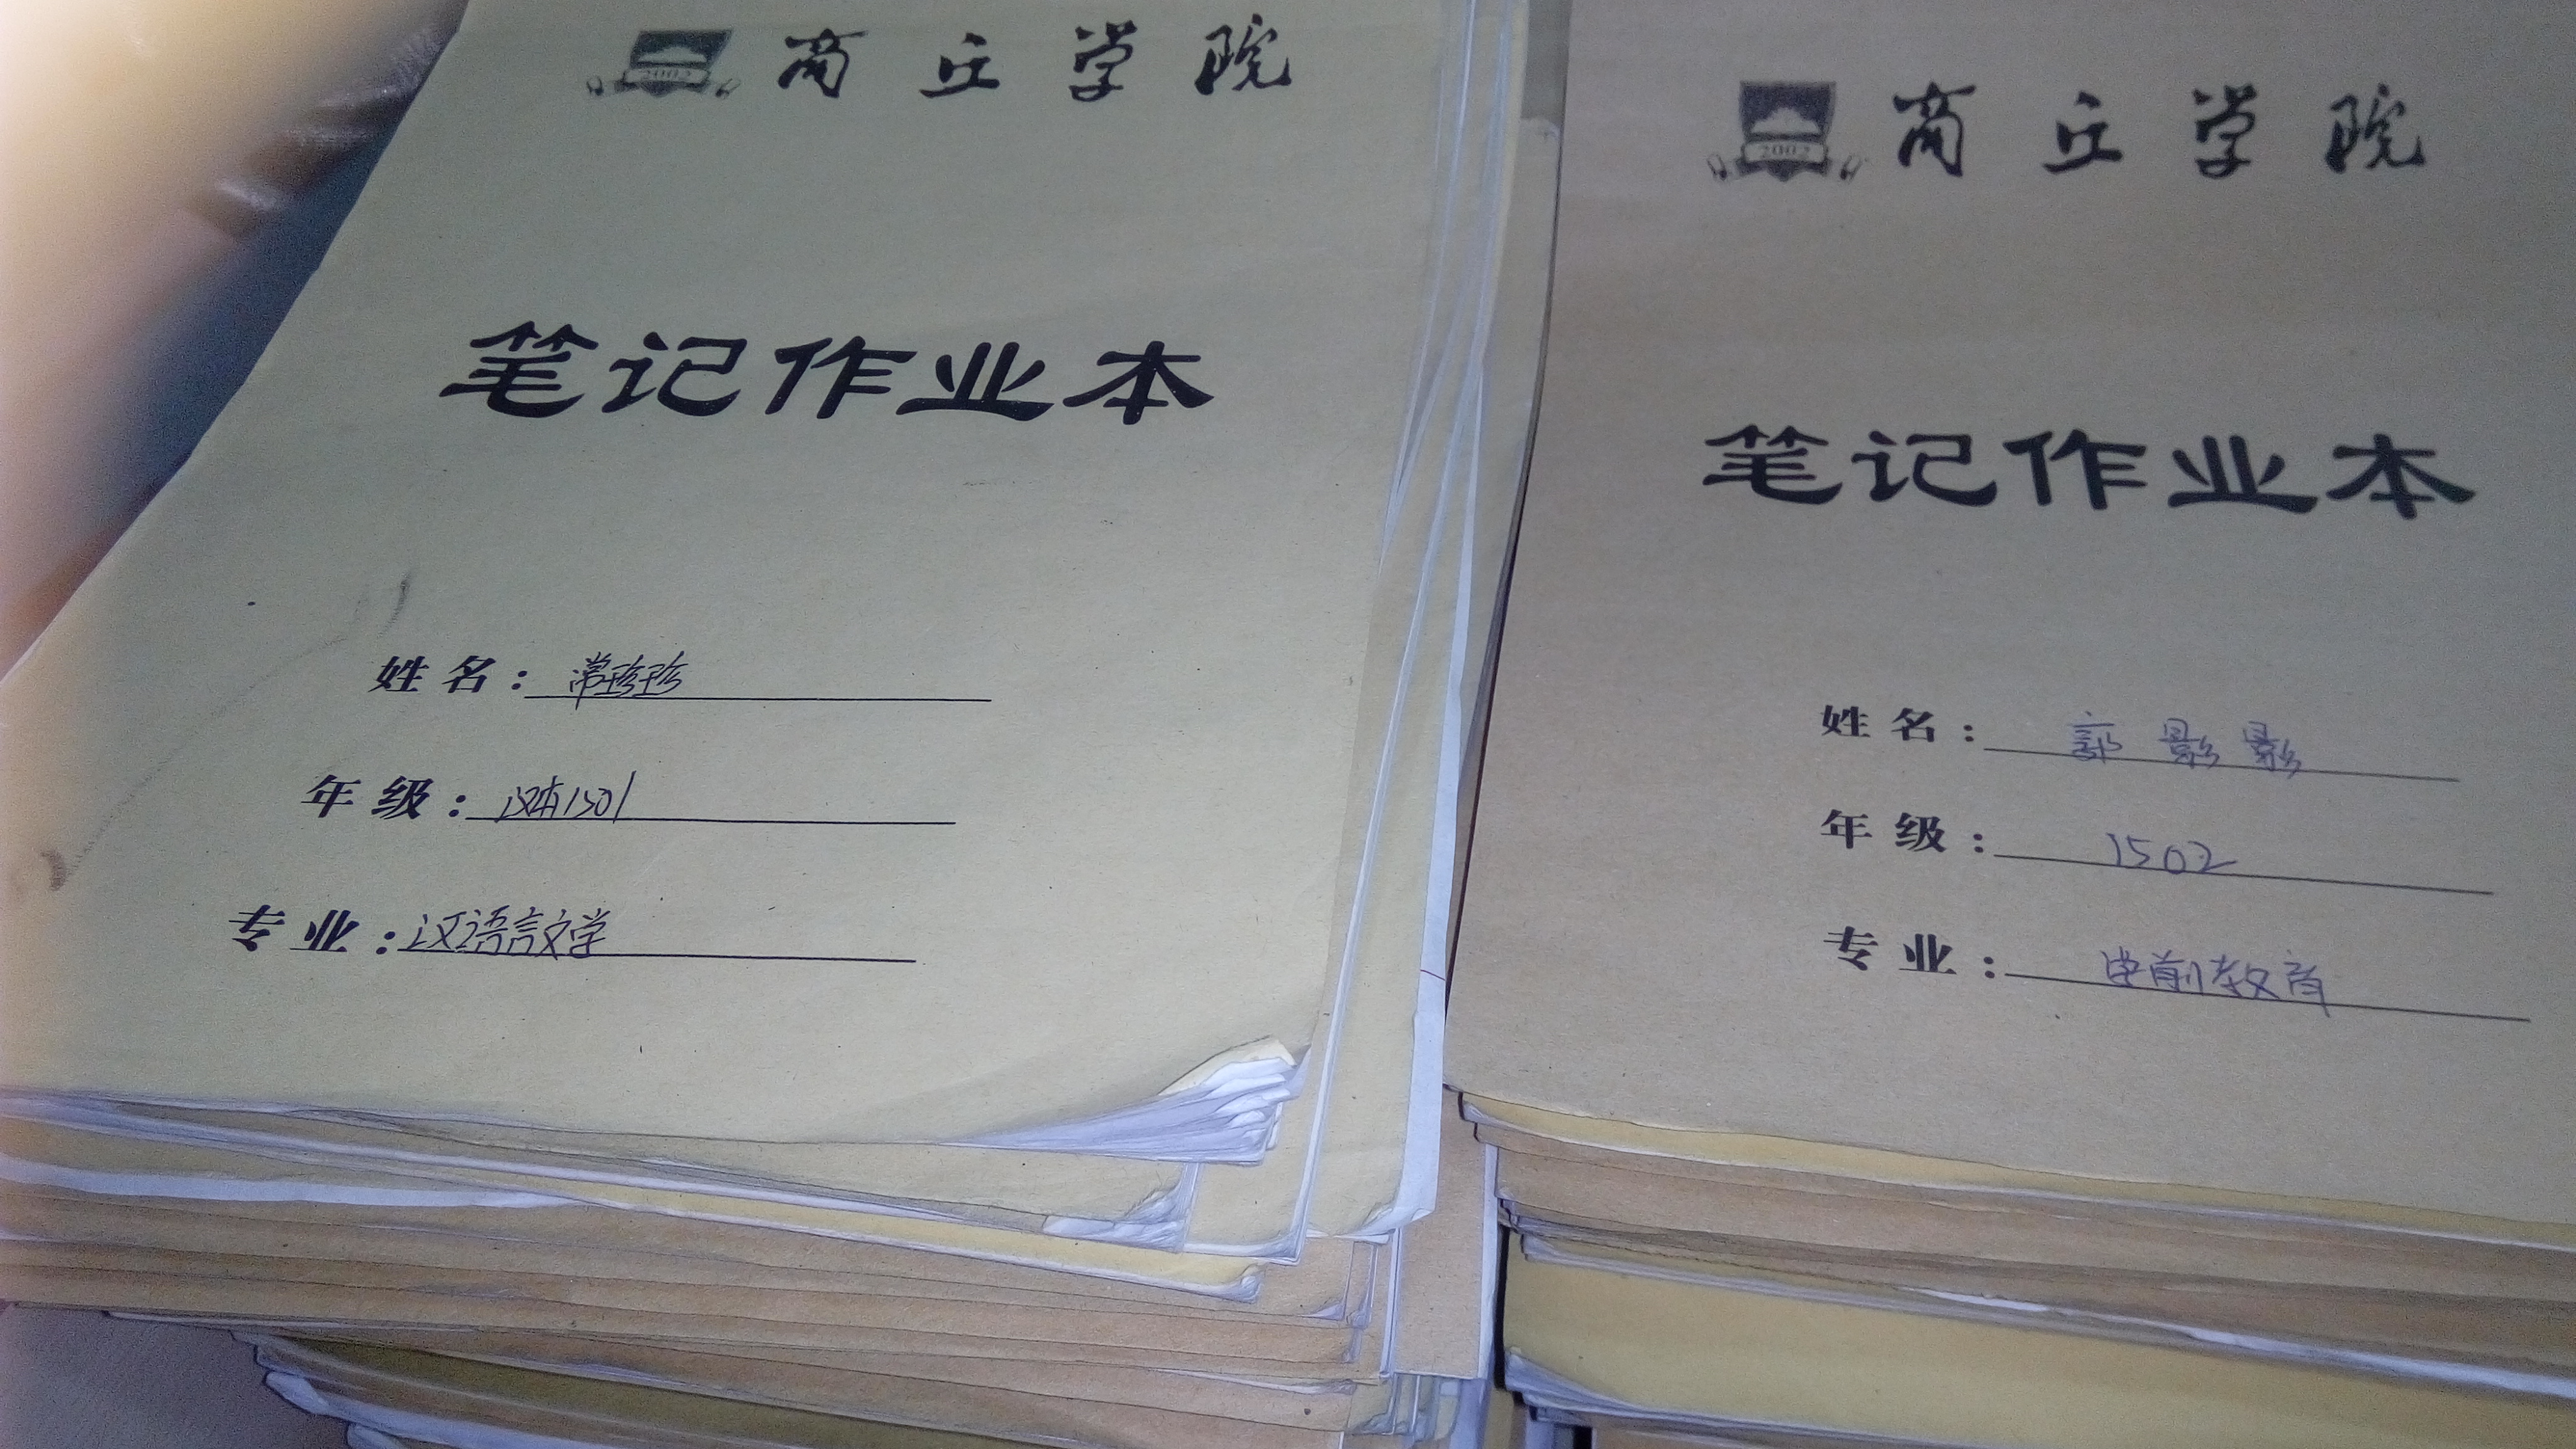 2002 商丘学院
笔记作业本
姓名：常珍珍
年级：汉本1501
专业：汉语言文学
2002 商丘学院
笔记作业本
姓名：郭影影
年级：1502
专业：学前教育